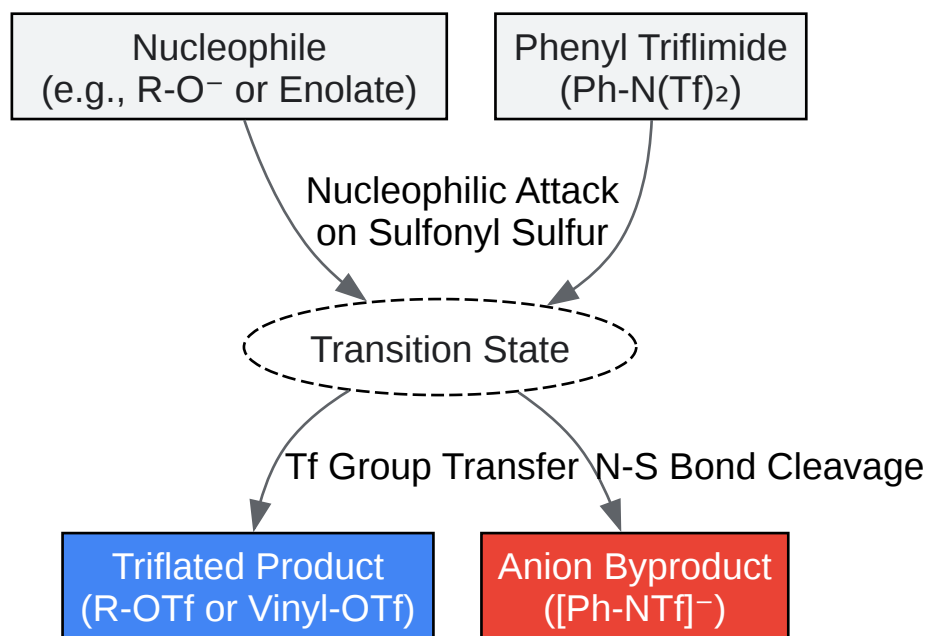 Nucleophile
(e.g., R-O⁻ or Enolate)
Phenyl Triflimide
(Ph-N(Tf)₂)
Nucleophilic Attack
on Sulfonyl Sulfur
Transition State
Tf Group Transfer
N-S Bond Cleavage
Triflated Product
(R-OTf or Vinyl-OTf)
Anion Byproduct
([Ph-NTf]⁻)